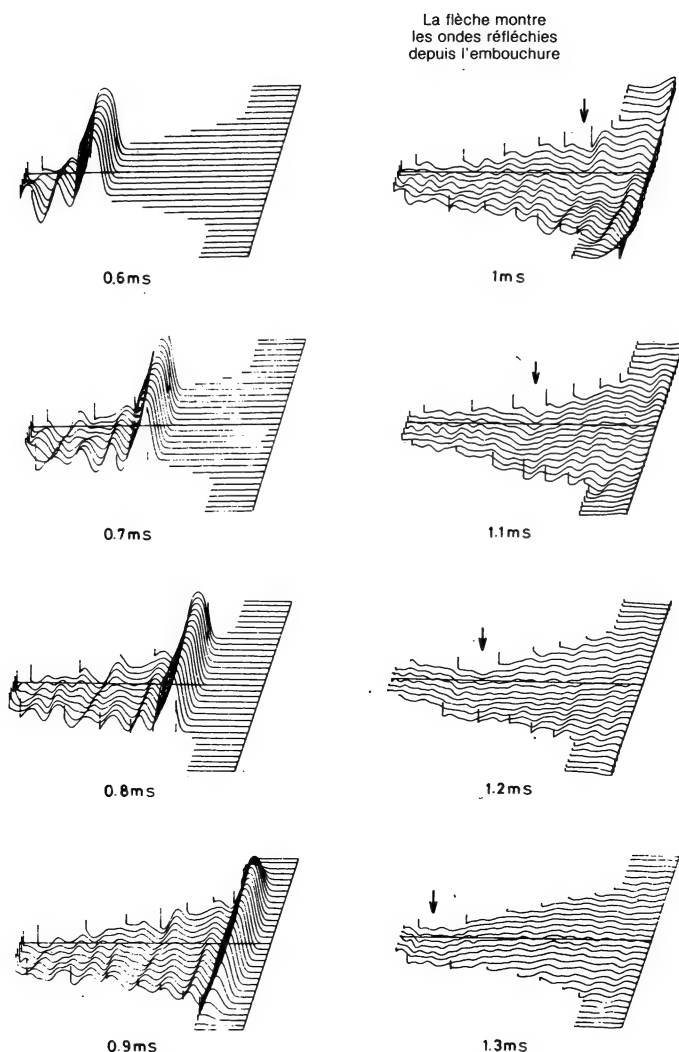 La flèche montre
les ondes réfléchies
depuis l'embouchure
0.6ms
1ms
0.7ms
1.1ms
0.8ms
1.2ms
0.9ms
1.3ms